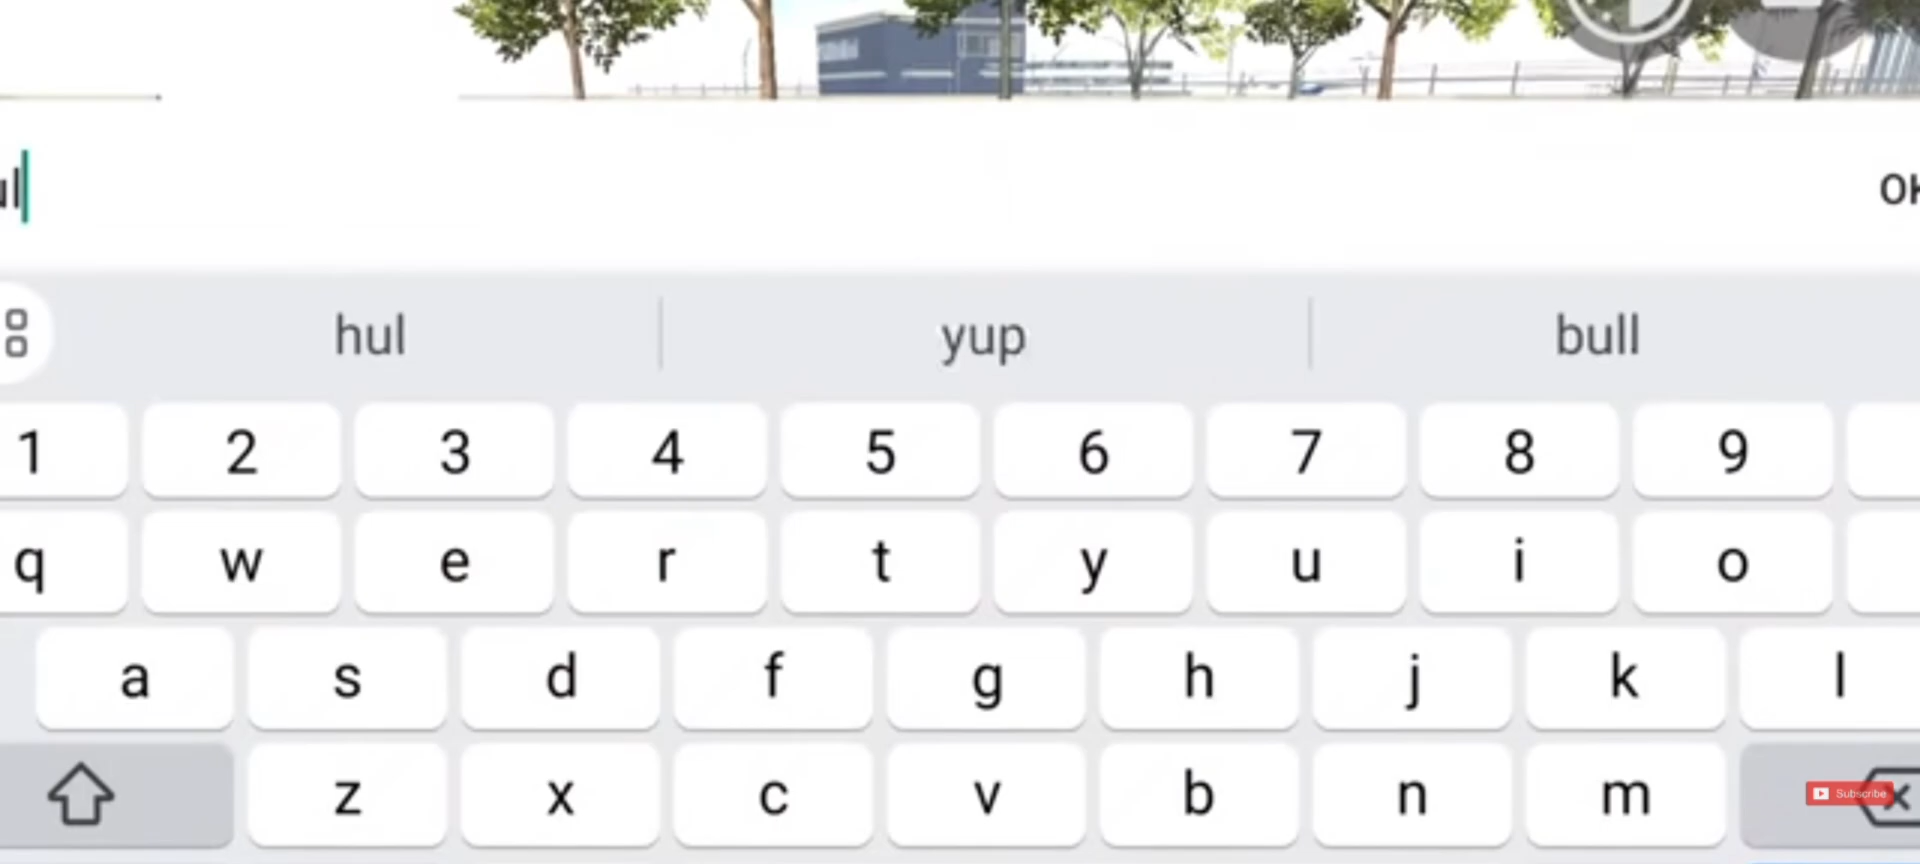 ul
OK
hul yup bull
1 2 3 4 5 6 7 8 9
q w e r t y u i o
a s d f g h j k l
z x c v b n m
Subscribe